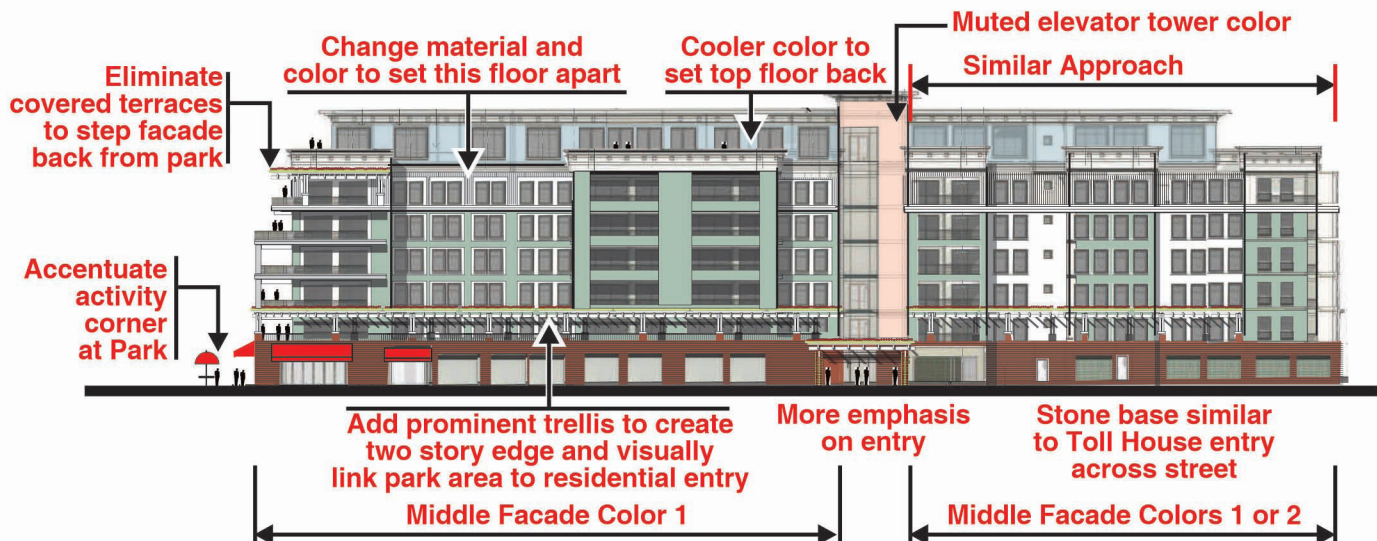 Muted elevator tower color
Change material and
color to set this floor apart
Cooler color to
set top floor back
Similar Approach
Eliminate
covered terraces
to step facade
back from park
Accentuate
activity
corner
at Park
Add prominent trellis to create
two story edge and visually
link park area to residential entry
More emphasis
on entry
Stone base similar
to Toll House entry
across street
Middle Facade Color 1
Middle Facade Colors 1 or 2